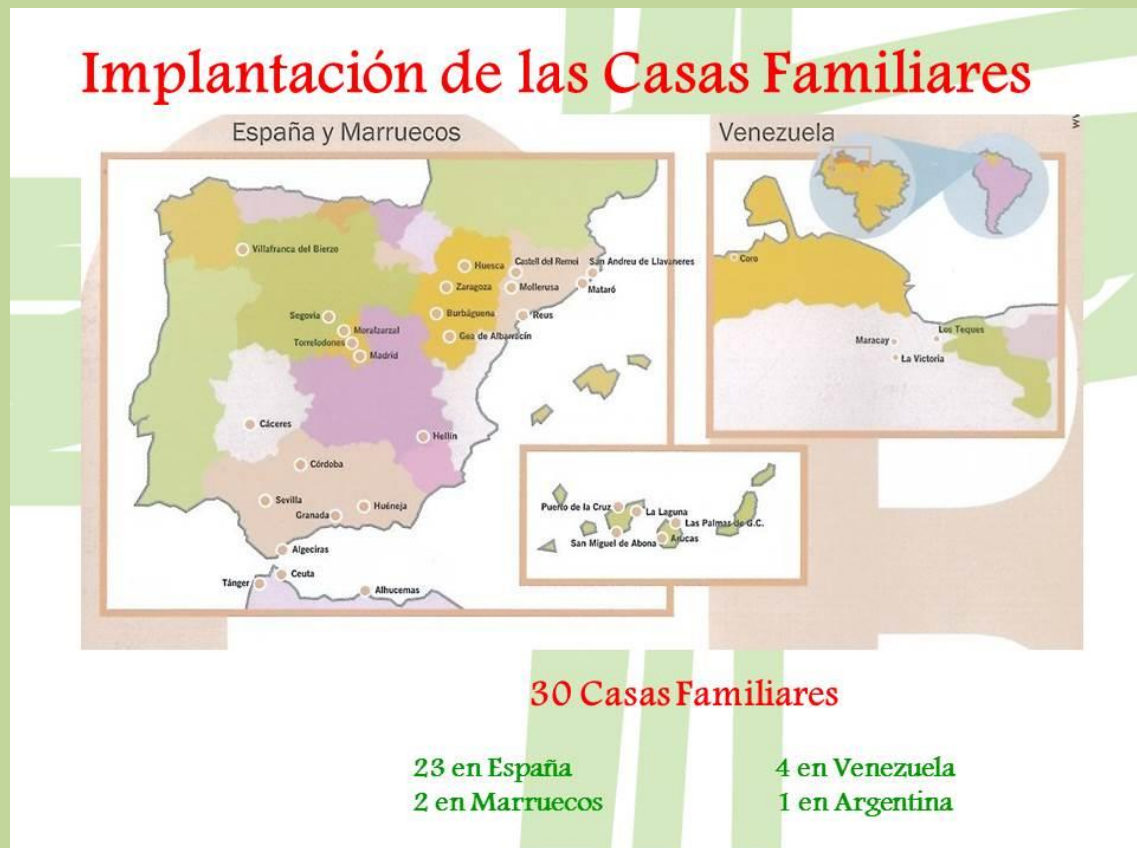 Implantación de las Casas Familiares
España y Marruecos
Venezuela
Villafranca del Bierzo
Huesca
Castell del Remei
San Andreu de Llavaneres
Zaragoza
Mollerusa
Mataró
Segovia
Burbáguena
Reus
Moralzarzal
Torrelodones
Gea de Albarracín
Madrid
Cáceres
Hellín
Córdoba
Sevilla
Huéneja
Granada
Algeciras
Ceuta
Tánger
Alhucemas
Puerto de la Cruz
La Laguna
Las Palmas de G.C.
San Miguel de Abona
Arucas
Coro
Los Teques
Maracay
La Victoria
30 Casas Familiares
23 en España
4 en Venezuela
2 en Marruecos
1 en Argentina